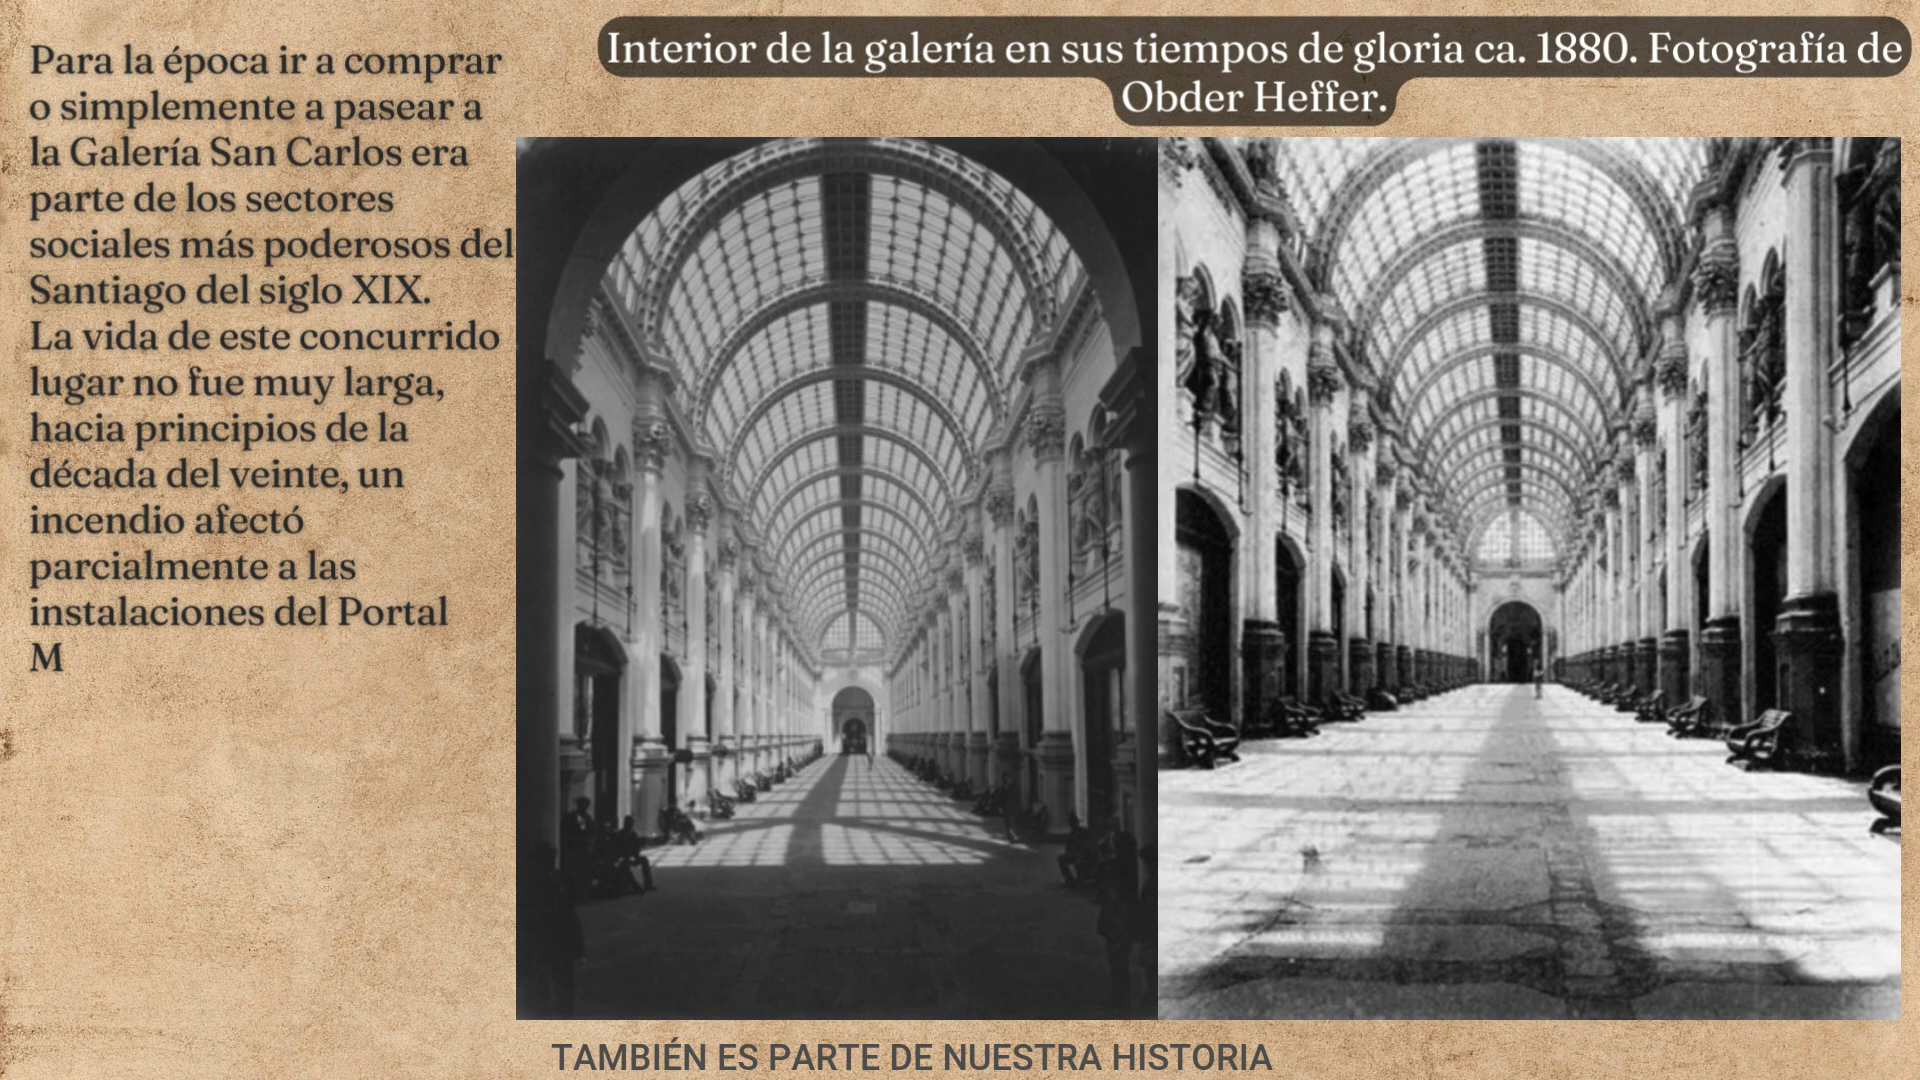 Para la época ir a comprar
o simplemente a pasear a
la Galería San Carlos era
parte de los sectores
sociales más poderosos del
Santiago del siglo XIX.
La vida de este concurrido
lugar no fue muy larga,
hacia principios de la
década del veinte, un
incendio afectó
parcialmente a las
instalaciones del Portal
M
Interior de la galería en sus tiempos de gloria ca. 1880. Fotografía de
Obder Heffer.
TAMBIÉN ES PARTE DE NUESTRA HISTORIA